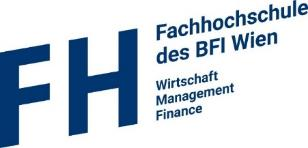 FH
Fachhochschule
des BFI Wien
Wirtschaft
Management
Finance